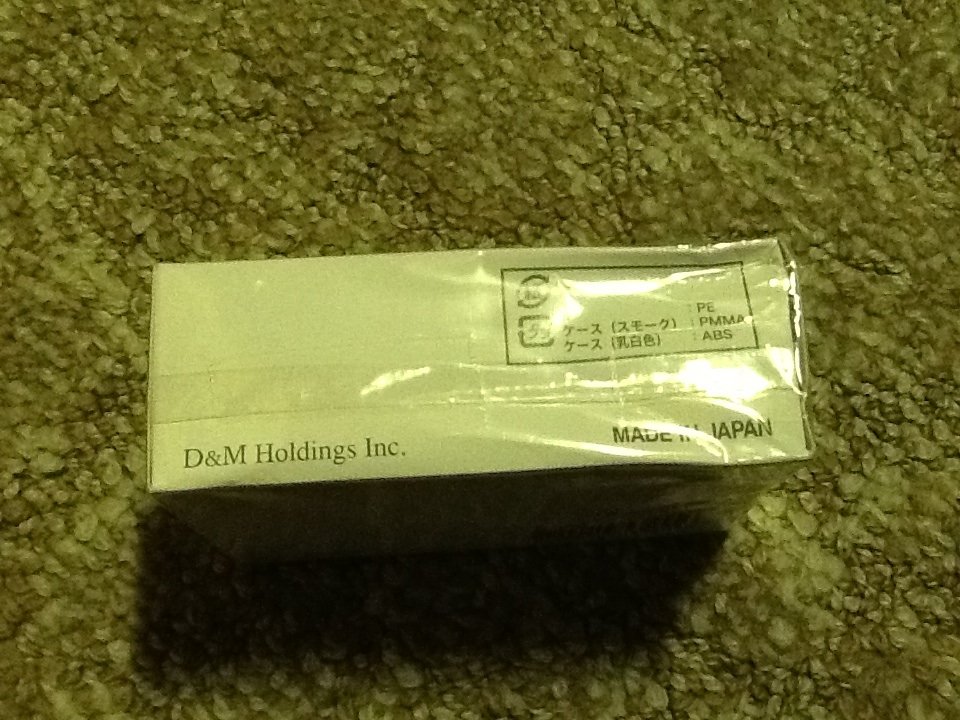 : PE
ケース (スモーク) : PMMA
ケース (乳白色) : ABS
MADE IN JAPAN
D&M Holdings Inc.